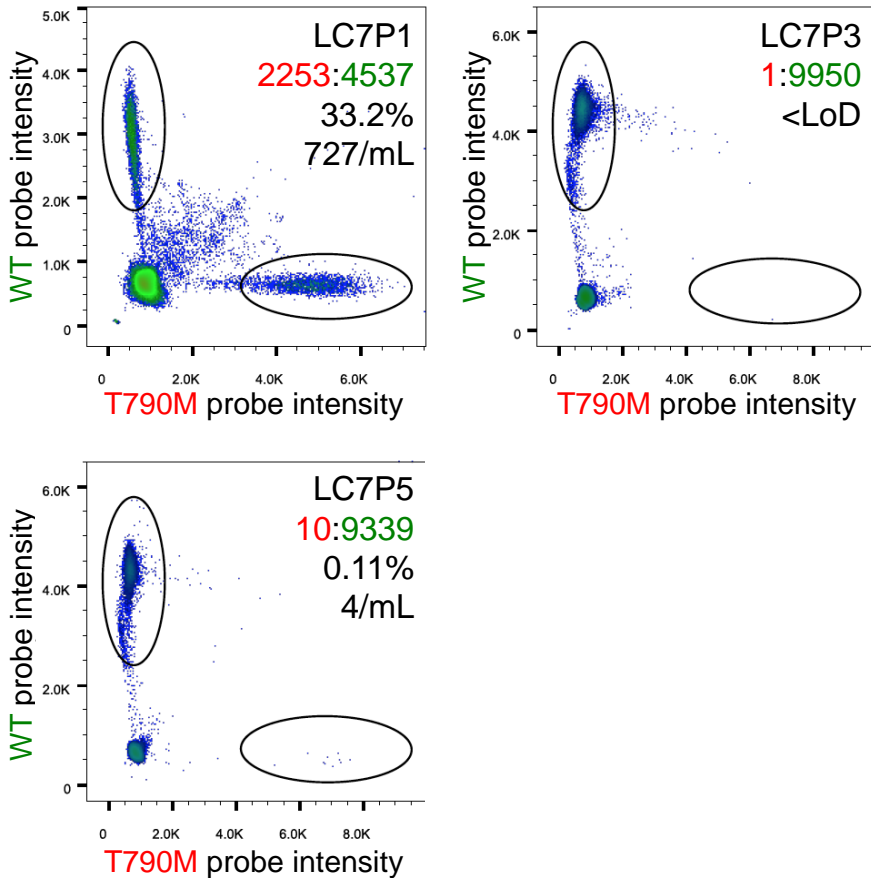 LC7P1
2253:4537
33.2%
727/mL
5.0K
4.0K
3.0K
2.0K
1.0K
0
WT probe intensity
0 2.0K 4.0K 6.0K
T790M probe intensity
LC7P3
1:9950
<LoD
6.0K
4.0K
2.0K
0
WT probe intensity
0 2.0K 4.0K 6.0K 8.0K
T790M probe intensity
LC7P5
10:9339
0.11%
4/mL
6.0K
4.0K
2.0K
0
WT probe intensity
0 2.0K 4.0K 6.0K 8.0K
T790M probe intensity